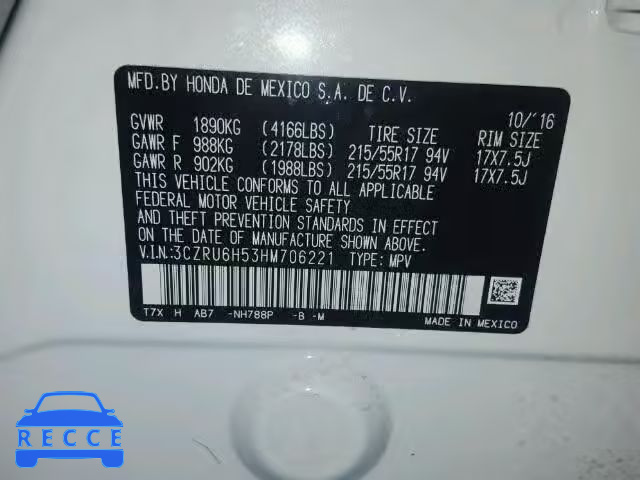 MFD.BY HONDA DE MEXICO S.A. DE C.V.
10/'16
GVWR 1890KG (4166LBS) TIRE SIZE RIM SIZE
GAWR F 988KG (2178LBS) 215/55R17 94V 17X7.5J
GAWR R 902KG (1988LBS) 215/55R17 94V 17X7.5J
THIS VEHICLE CONFORMS TO ALL APPLICABLE
FEDERAL MOTOR VEHICLE SAFETY
AND THEFT PREVENTION STANDARDS IN EFFECT
ON THE DATE OF MANUFACTURE SHOWN ABOVE.
V.I.N:3CZRU6H53HM706221 TYPE: MPV
T7X H AB7 -NH788P -B -M
MADE IN MEXICO
RECCE